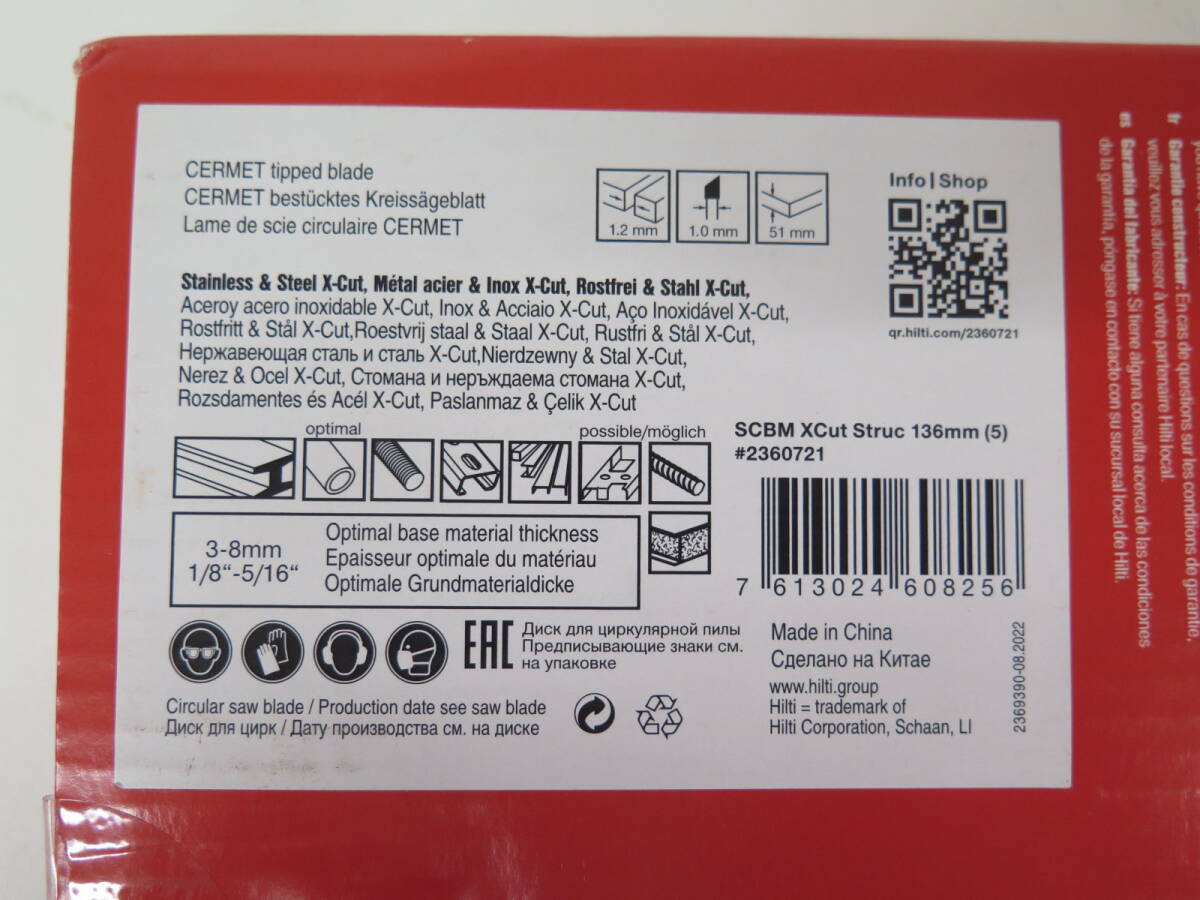 CERMET tipped blade
CERMET bestücktes Kreissägeblatt
Lame de scie circulaire CERMET
1.2 mm
1.0 mm
51 mm
Info | Shop
qr.hilti.com/2360721
Stainless & Steel X-Cut, Métal acier & Inox X-Cut, Rostfrei & Stahl X-Cut,
Aceroy acero inoxidable X-Cut, Inox & Acciaio X-Cut, Aço Inoxidável X-Cut,
Rostfritt & Stål X-Cut,Roestvrij staal & Staal X-Cut, Rustfri & Stål X-Cut,
Нержавеющая сталь и сталь X-Cut,Nierdzewny & Stal X-Cut,
Nerez & Ocel X-Cut, Стомана и неръждаема стомана X-Cut,
Rozsdamentes és Acél X-Cut, Paslanmaz & Çelik X-Cut
optimal
possible/möglich
SCBM XCut Struc 136mm (5)
#2360721
3-8mm
1/8“-5/16“
Optimal base material thickness
Epaisseur optimale du matériau
Optimale Grundmaterialdicke
7 613024 608256
EAC
Диск для циркулярной пилы
Предписывающие знаки см.
на упаковке
Circular saw blade / Production date see saw blade
Диск для цирк / Дату производства см. на диске
Made in China
Сделано на Китае
www.hilti.group
Hilti = trademark of
Hilti Corporation, Schaan, LI
2369390-08.2022
fr Garantie constructeur: En cas de questions sur les conditions de garantie,
veuillez vous adresser à votre partenaire Hilti local.
es Garantía del fabricante: Si tiene alguna consulta acerca de las condiciones
de la garantía, póngase en contacto con su sucursal local de Hilti.